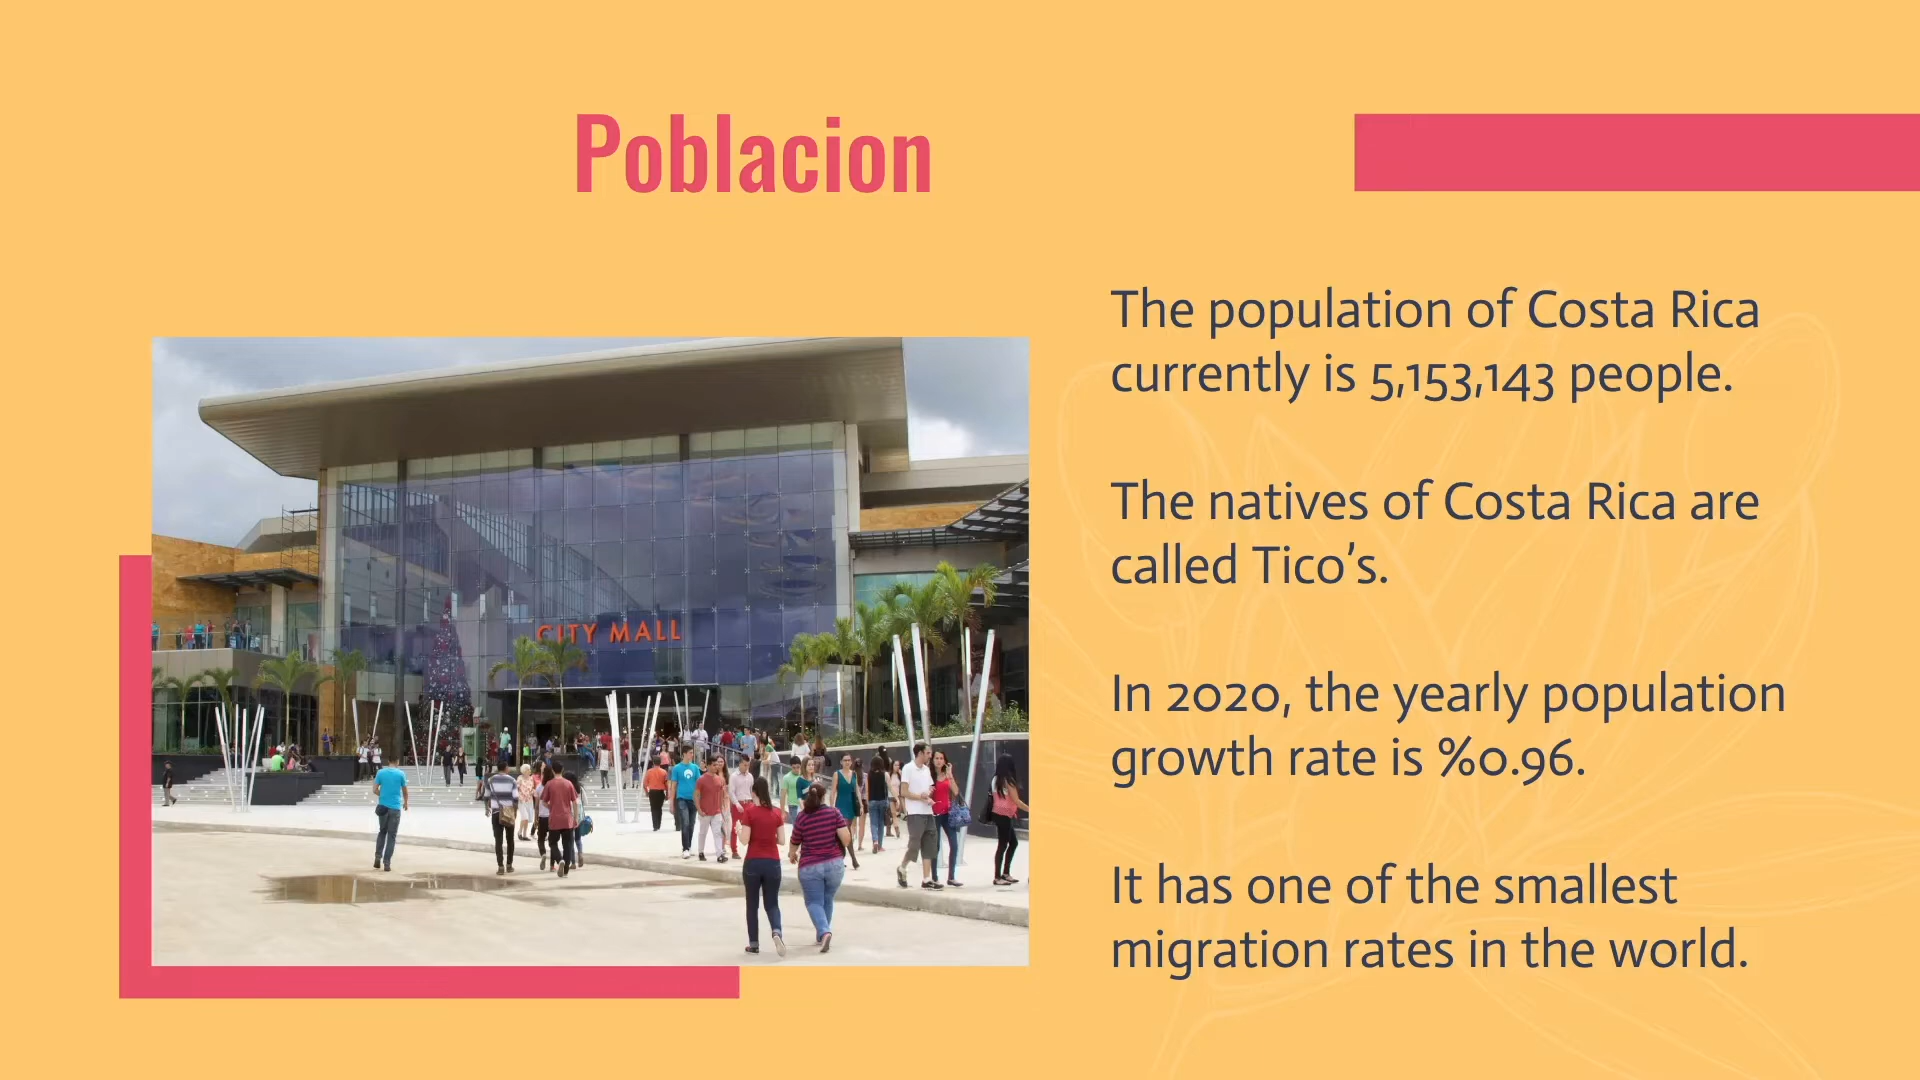 Poblacion
The population of Costa Rica
currently is 5,153,143 people.
The natives of Costa Rica are
called Tico’s.
In 2020, the yearly population
growth rate is %0.96.
It has one of the smallest
migration rates in the world.
CITY MALL